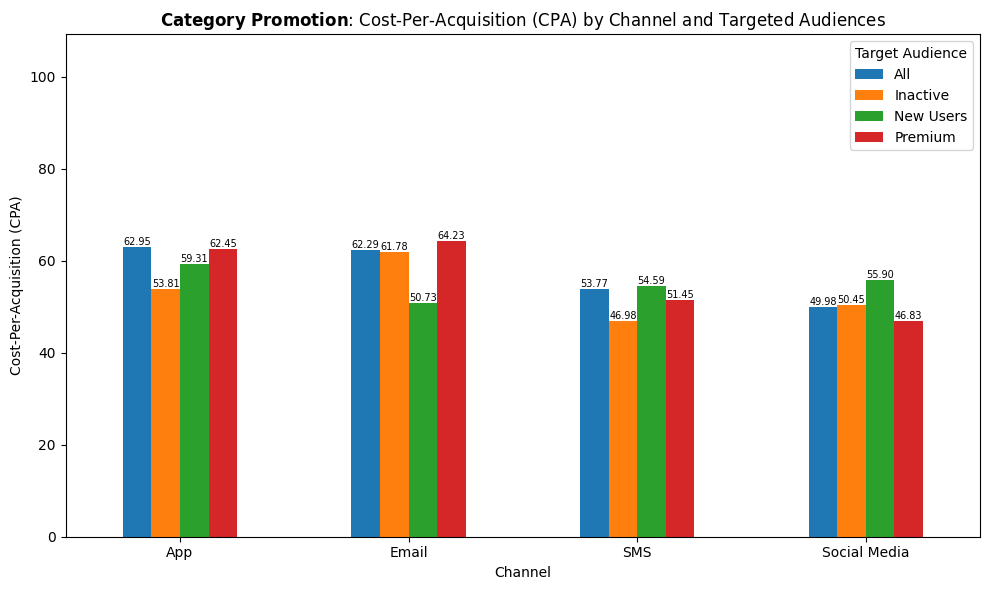 Category Promotion: Cost-Per-Acquisition (CPA) by Channel and Targeted Audiences
Target Audience
All
Inactive
New Users
Premium
Cost-Per-Acquisition (CPA)
100
80
60
40
20
0
62.95
53.81
59.31
62.45
62.29
61.78
50.73
64.23
53.77
46.98
54.59
51.45
49.98
50.45
55.90
46.83
App
Email
SMS
Social Media
Channel